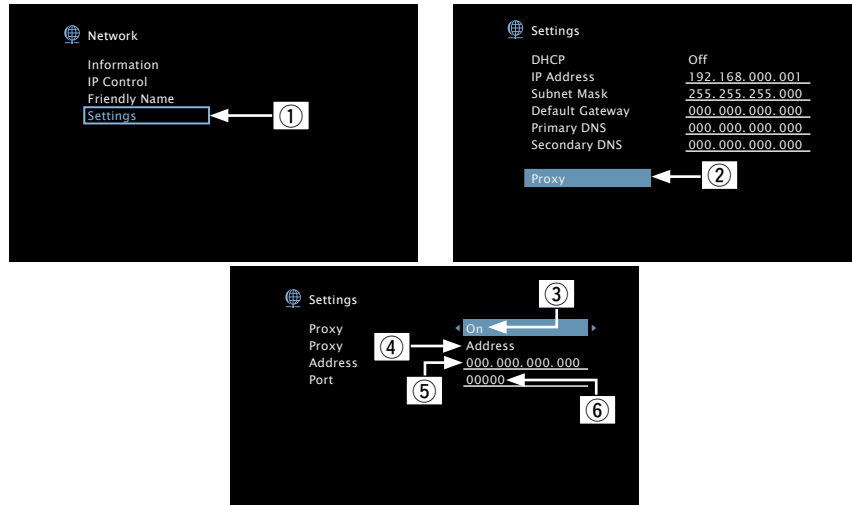 Network
Information
IP Control
Friendly Name
Settings
①
Settings
DHCP Off
IP Address 192.168.000.001
Subnet Mask 255.255.255.000
Default Gateway 000.000.000.000
Primary DNS 000.000.000.000
Secondary DNS 000.000.000.000
Proxy
②
Settings
③
Proxy On
Proxy ④ Address
Address 000.000.000.000
⑤
Port 00000
⑥